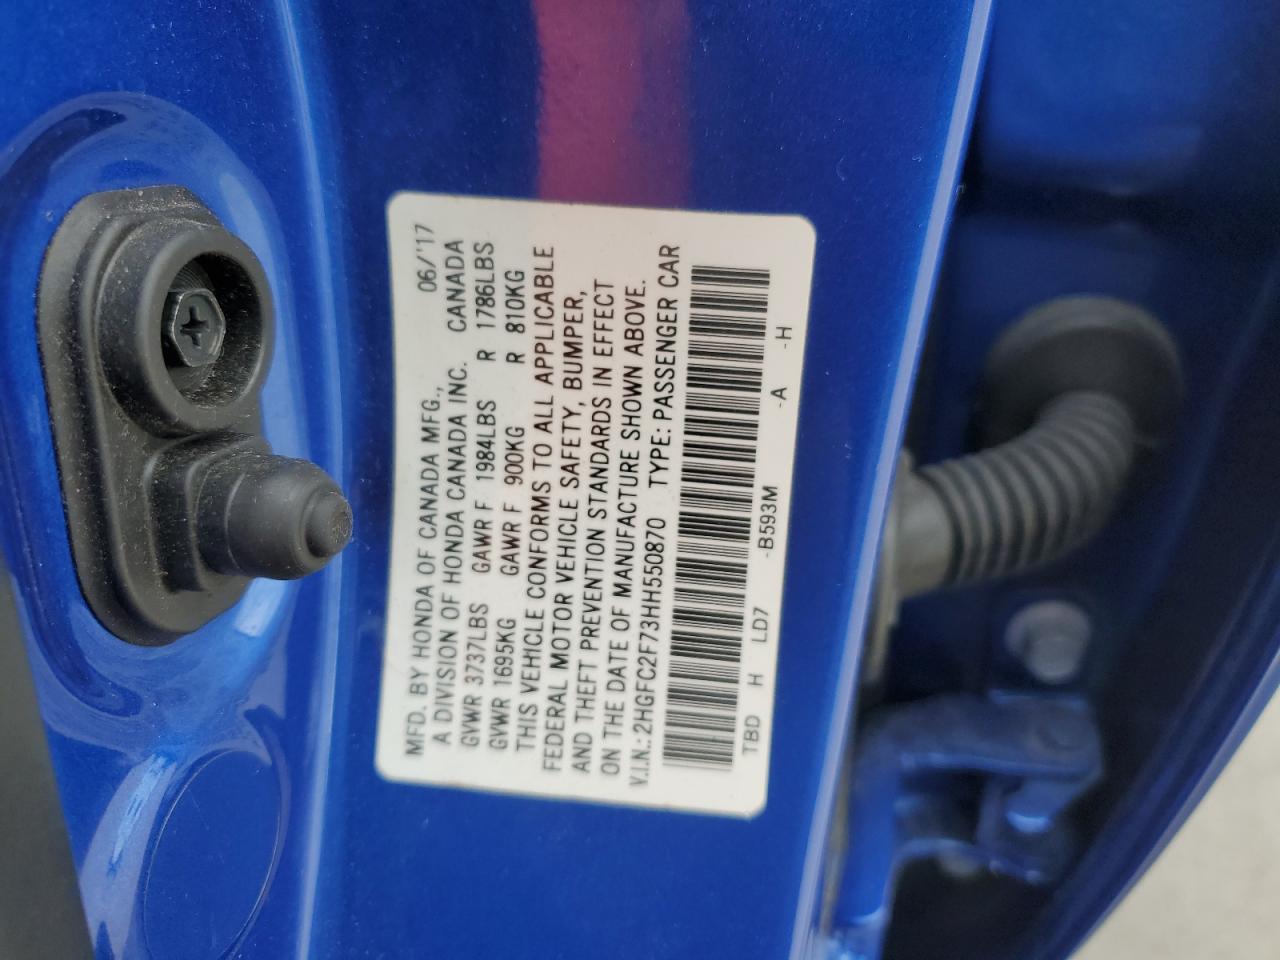 MFD. BY HONDA OF CANADA MFG., 06/'17
A DIVISION OF HONDA CANADA INC. CANADA
GVWR 3737LBS GAWR F 1984LBS R 1786LBS
GVWR 1695KG GAWR F 900KG R 810KG
THIS VEHICLE CONFORMS TO ALL APPLICABLE
FEDERAL MOTOR VEHICLE SAFETY, BUMPER,
AND THEFT PREVENTION STANDARDS IN EFFECT
ON THE DATE OF MANUFACTURE SHOWN ABOVE.
V.I.N.: 2HGFC2F73HH550870 TYPE: PASSENGER CAR
TBD H LD7 -B593M -A -H